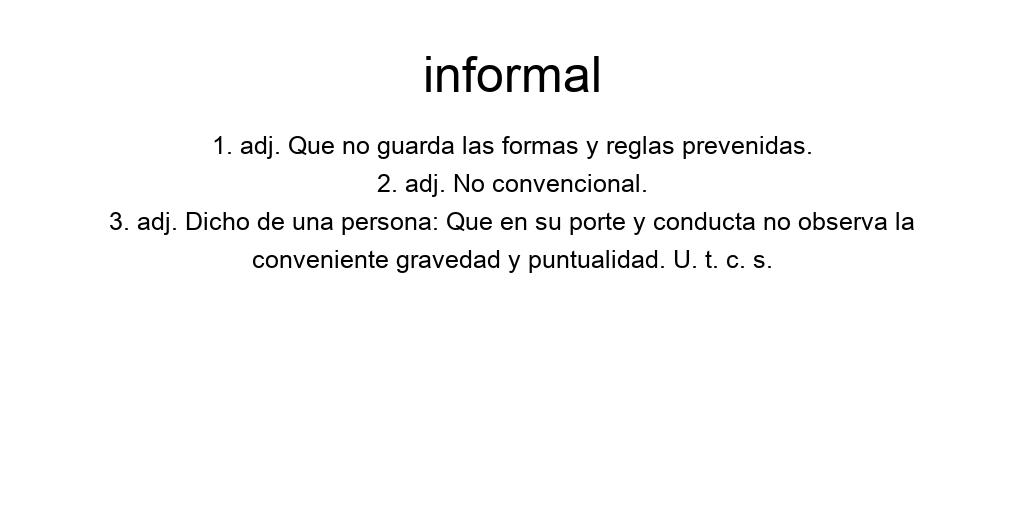 informal
1. adj. Que no guarda las formas y reglas prevenidas.
2. adj. No convencional.
3. adj. Dicho de una persona: Que en su porte y conducta no observa la
conveniente gravedad y puntualidad. U. t. c. s.